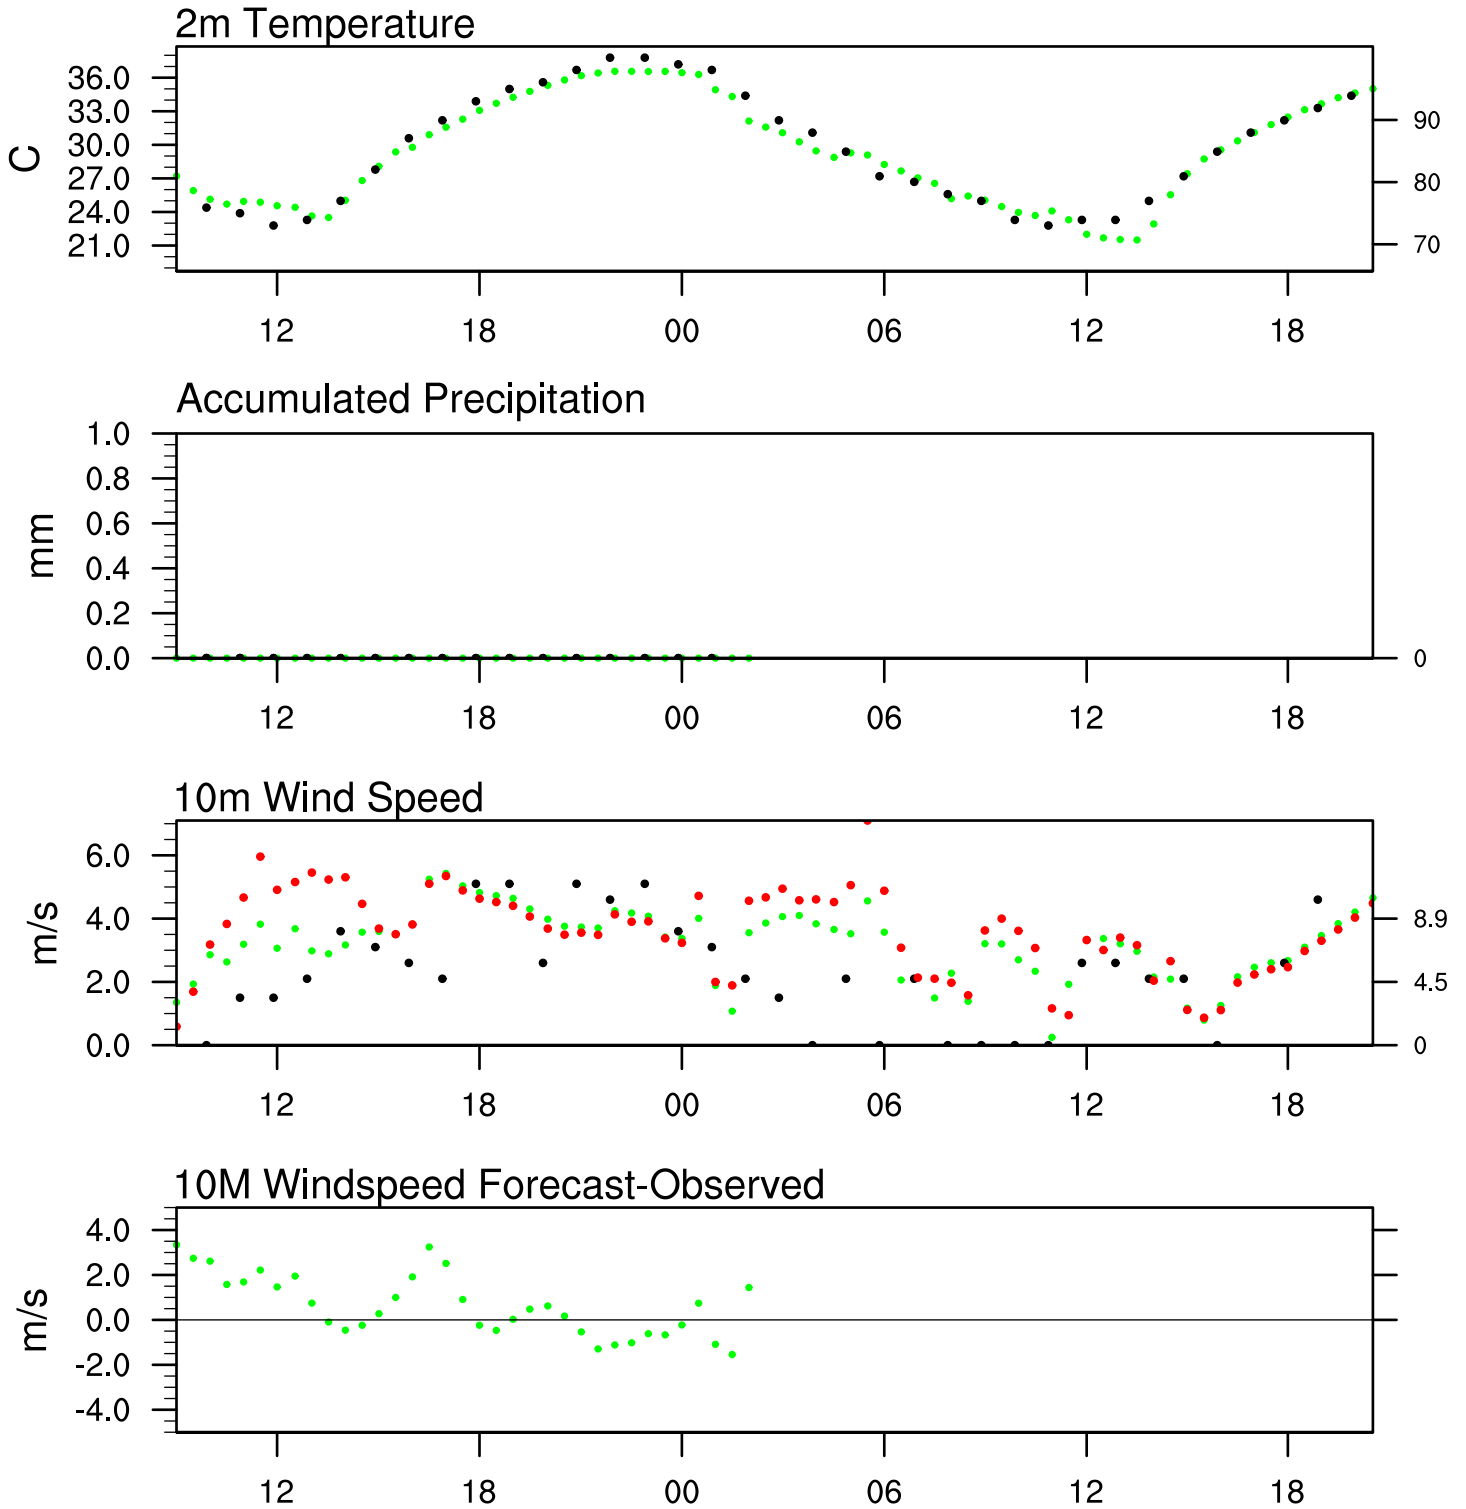 2m Temperature
36.0
33.0
30.0
27.0
24.0
21.0
C
90
80
70
12 18 00 06 12 18
Accumulated Precipitation
1.0
0.8
0.6
0.4
0.2
0.0
mm
0
12 18 00 06 12 18
10m Wind Speed
6.0
4.0
2.0
0.0
m/s
8.9
4.5
0
12 18 00 06 12 18
10M Windspeed Forecast-Observed
4.0
2.0
0.0
-2.0
-4.0
m/s
12 18 00 06 12 18